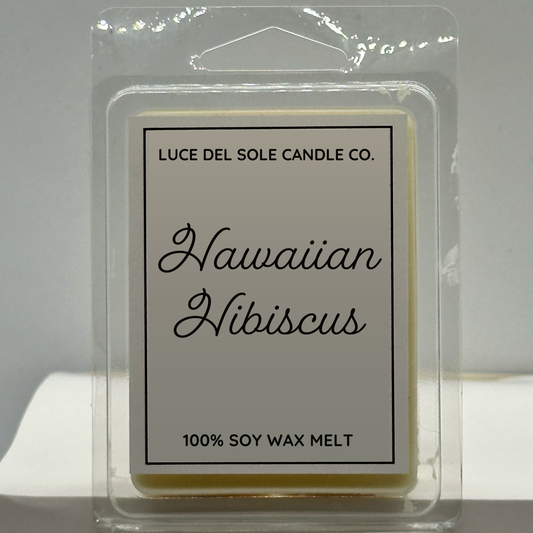 LUCE DEL SOLE CANDLE CO.
Hawaiian
Hibiscus
100% SOY WAX MELT